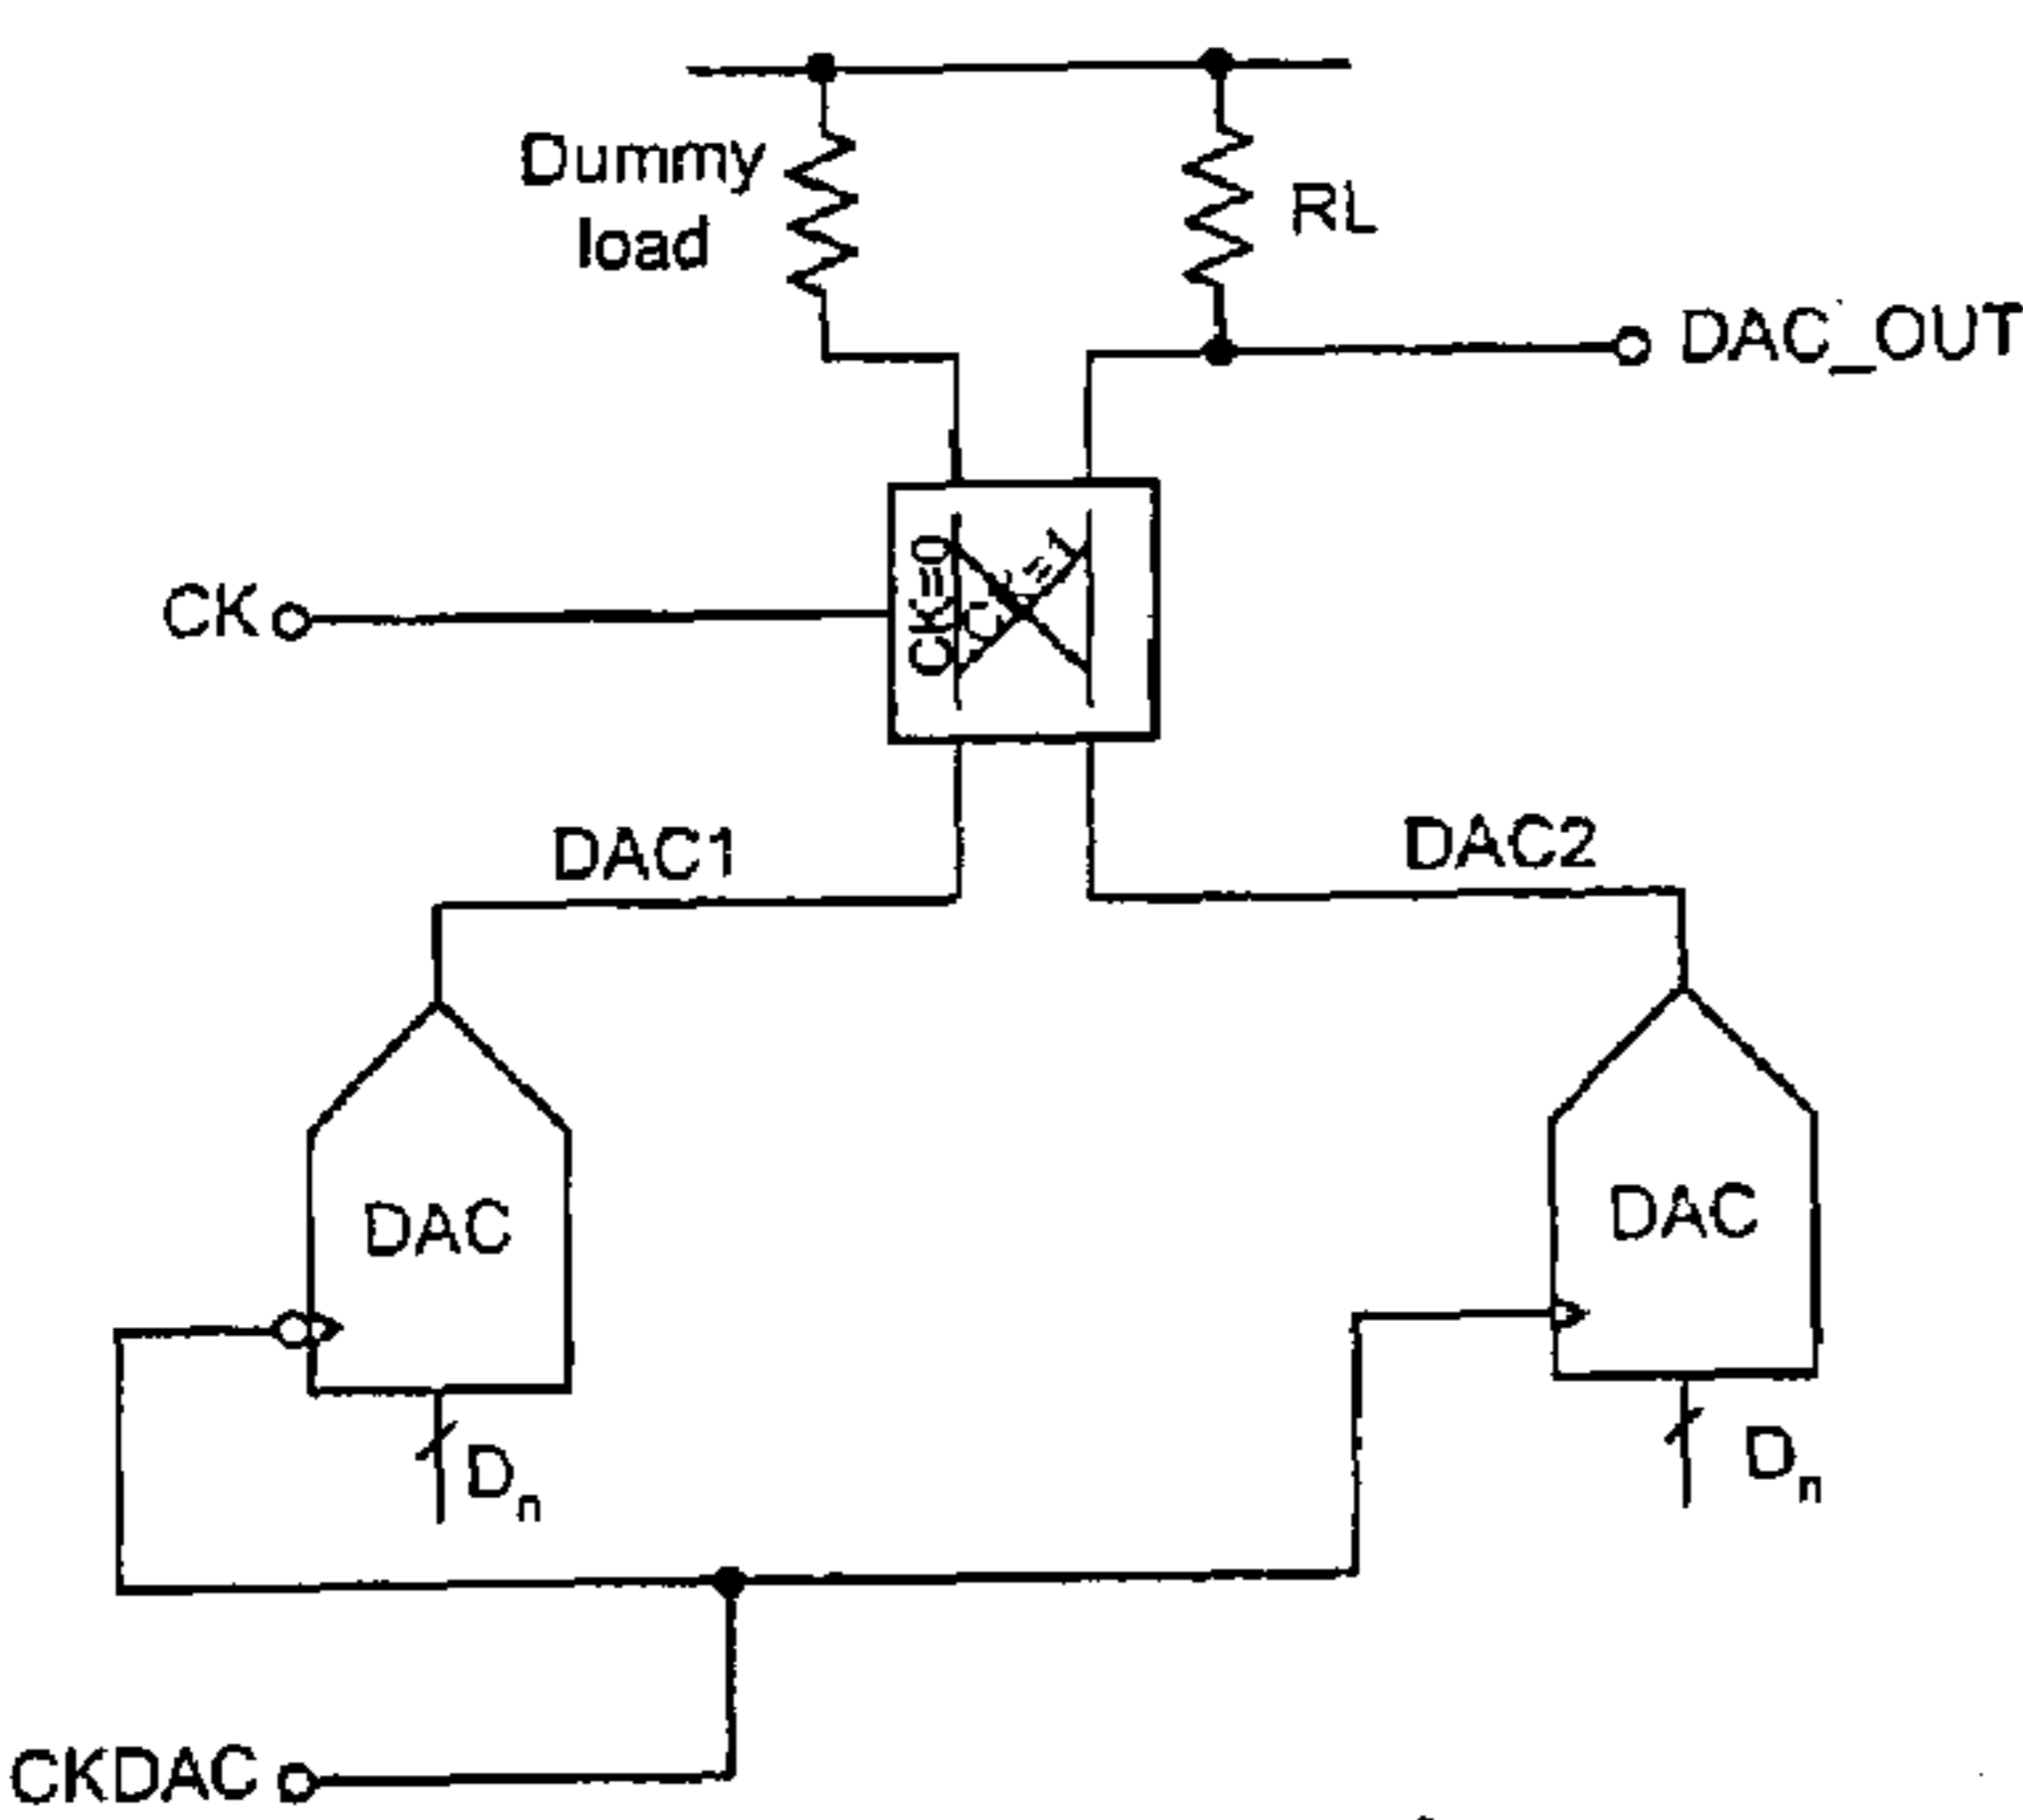 Dummy
load
RL
DAC_OUT
CK
CK=0
CK=1
DAC1
DAC2
DAC
DAC
Dn
Dn
CKDAC